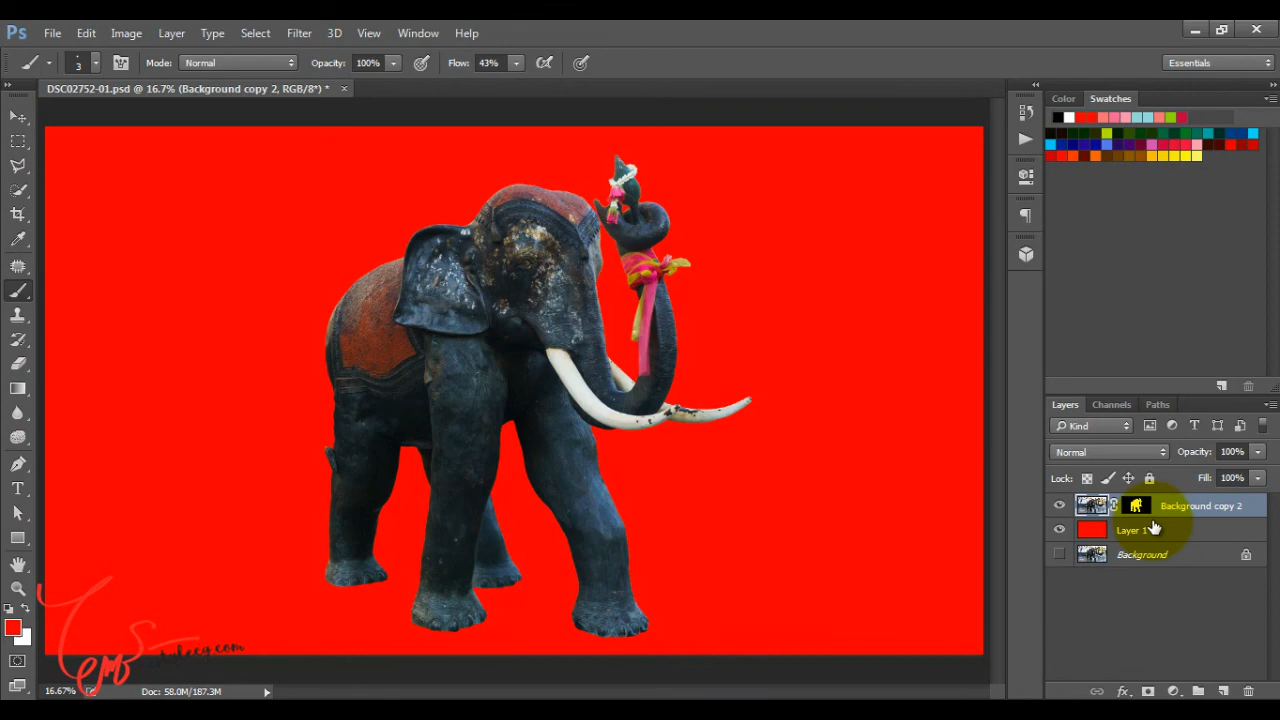 Ps File Edit Image Layer Type Select Filter 3D View Window Help
3 Mode: Normal Opacity: 100% Flow: 43% Essentials
DSC02752-01.psd @ 16.7% (Background copy 2, RGB/8*) *
Color Swatches
Layers Channels Paths
Kind
Normal Opacity: 100%
Lock: Fill: 100%
Background copy 2
Layer 1
Background
16.67% Doc: 58.0M/187.3M